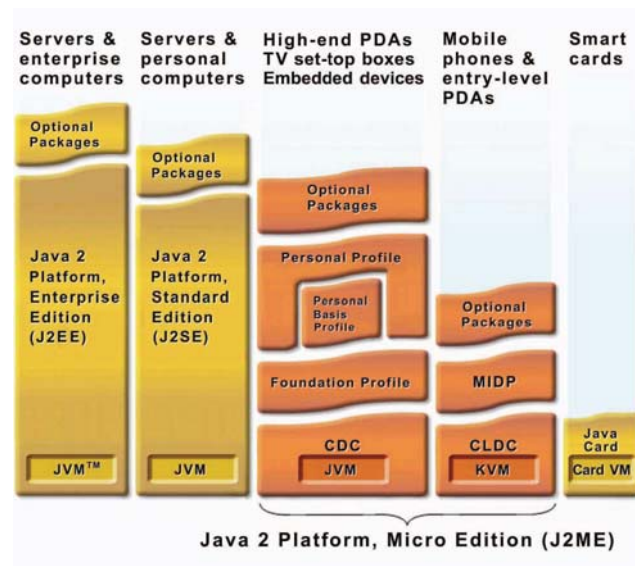 Servers &
enterprise
computers
Servers &
personal
computers
High-end PDAs
TV set-top boxes
Embedded devices
Mobile
phones &
entry-level
PDAs
Smart
cards
Optional
Packages
Java 2
Platform,
Enterprise
Edition
(J2EE)
JVM™
Optional
Packages
Java 2
Platform,
Standard
Edition
(J2SE)
JVM
Optional
Packages
Personal Profile
Personal
Basis
Profile
Foundation Profile
CDC
JVM
Optional
Packages
MIDP
CLDC
KVM
Java
Card
Card VM
Java 2 Platform, Micro Edition (J2ME)